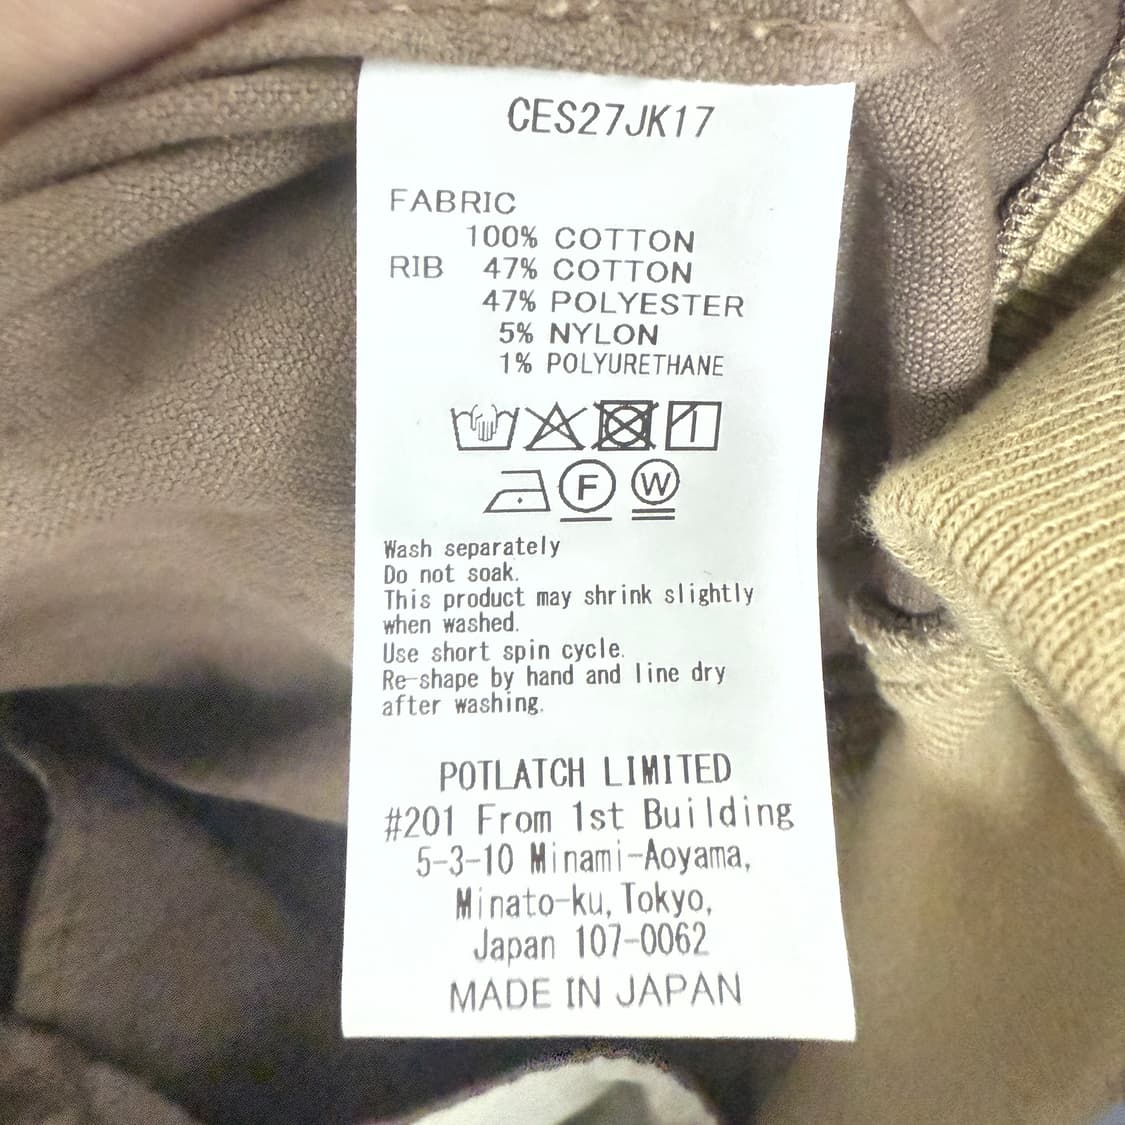 CES27JK17
FABRIC
100% COTTON
RIB 47% COTTON
47% POLYESTER
5% NYLON
1% POLYURETHANE
F W
Wash separately
Do not soak.
This product may shrink slightly
when washed.
Use short spin cycle.
Re-shape by hand and line dry
after washing.
POTLATCH LIMITED
#201 From 1st Building
5-3-10 Minami-Aoyama,
Minato-ku, Tokyo,
Japan 107-0062
MADE IN JAPAN